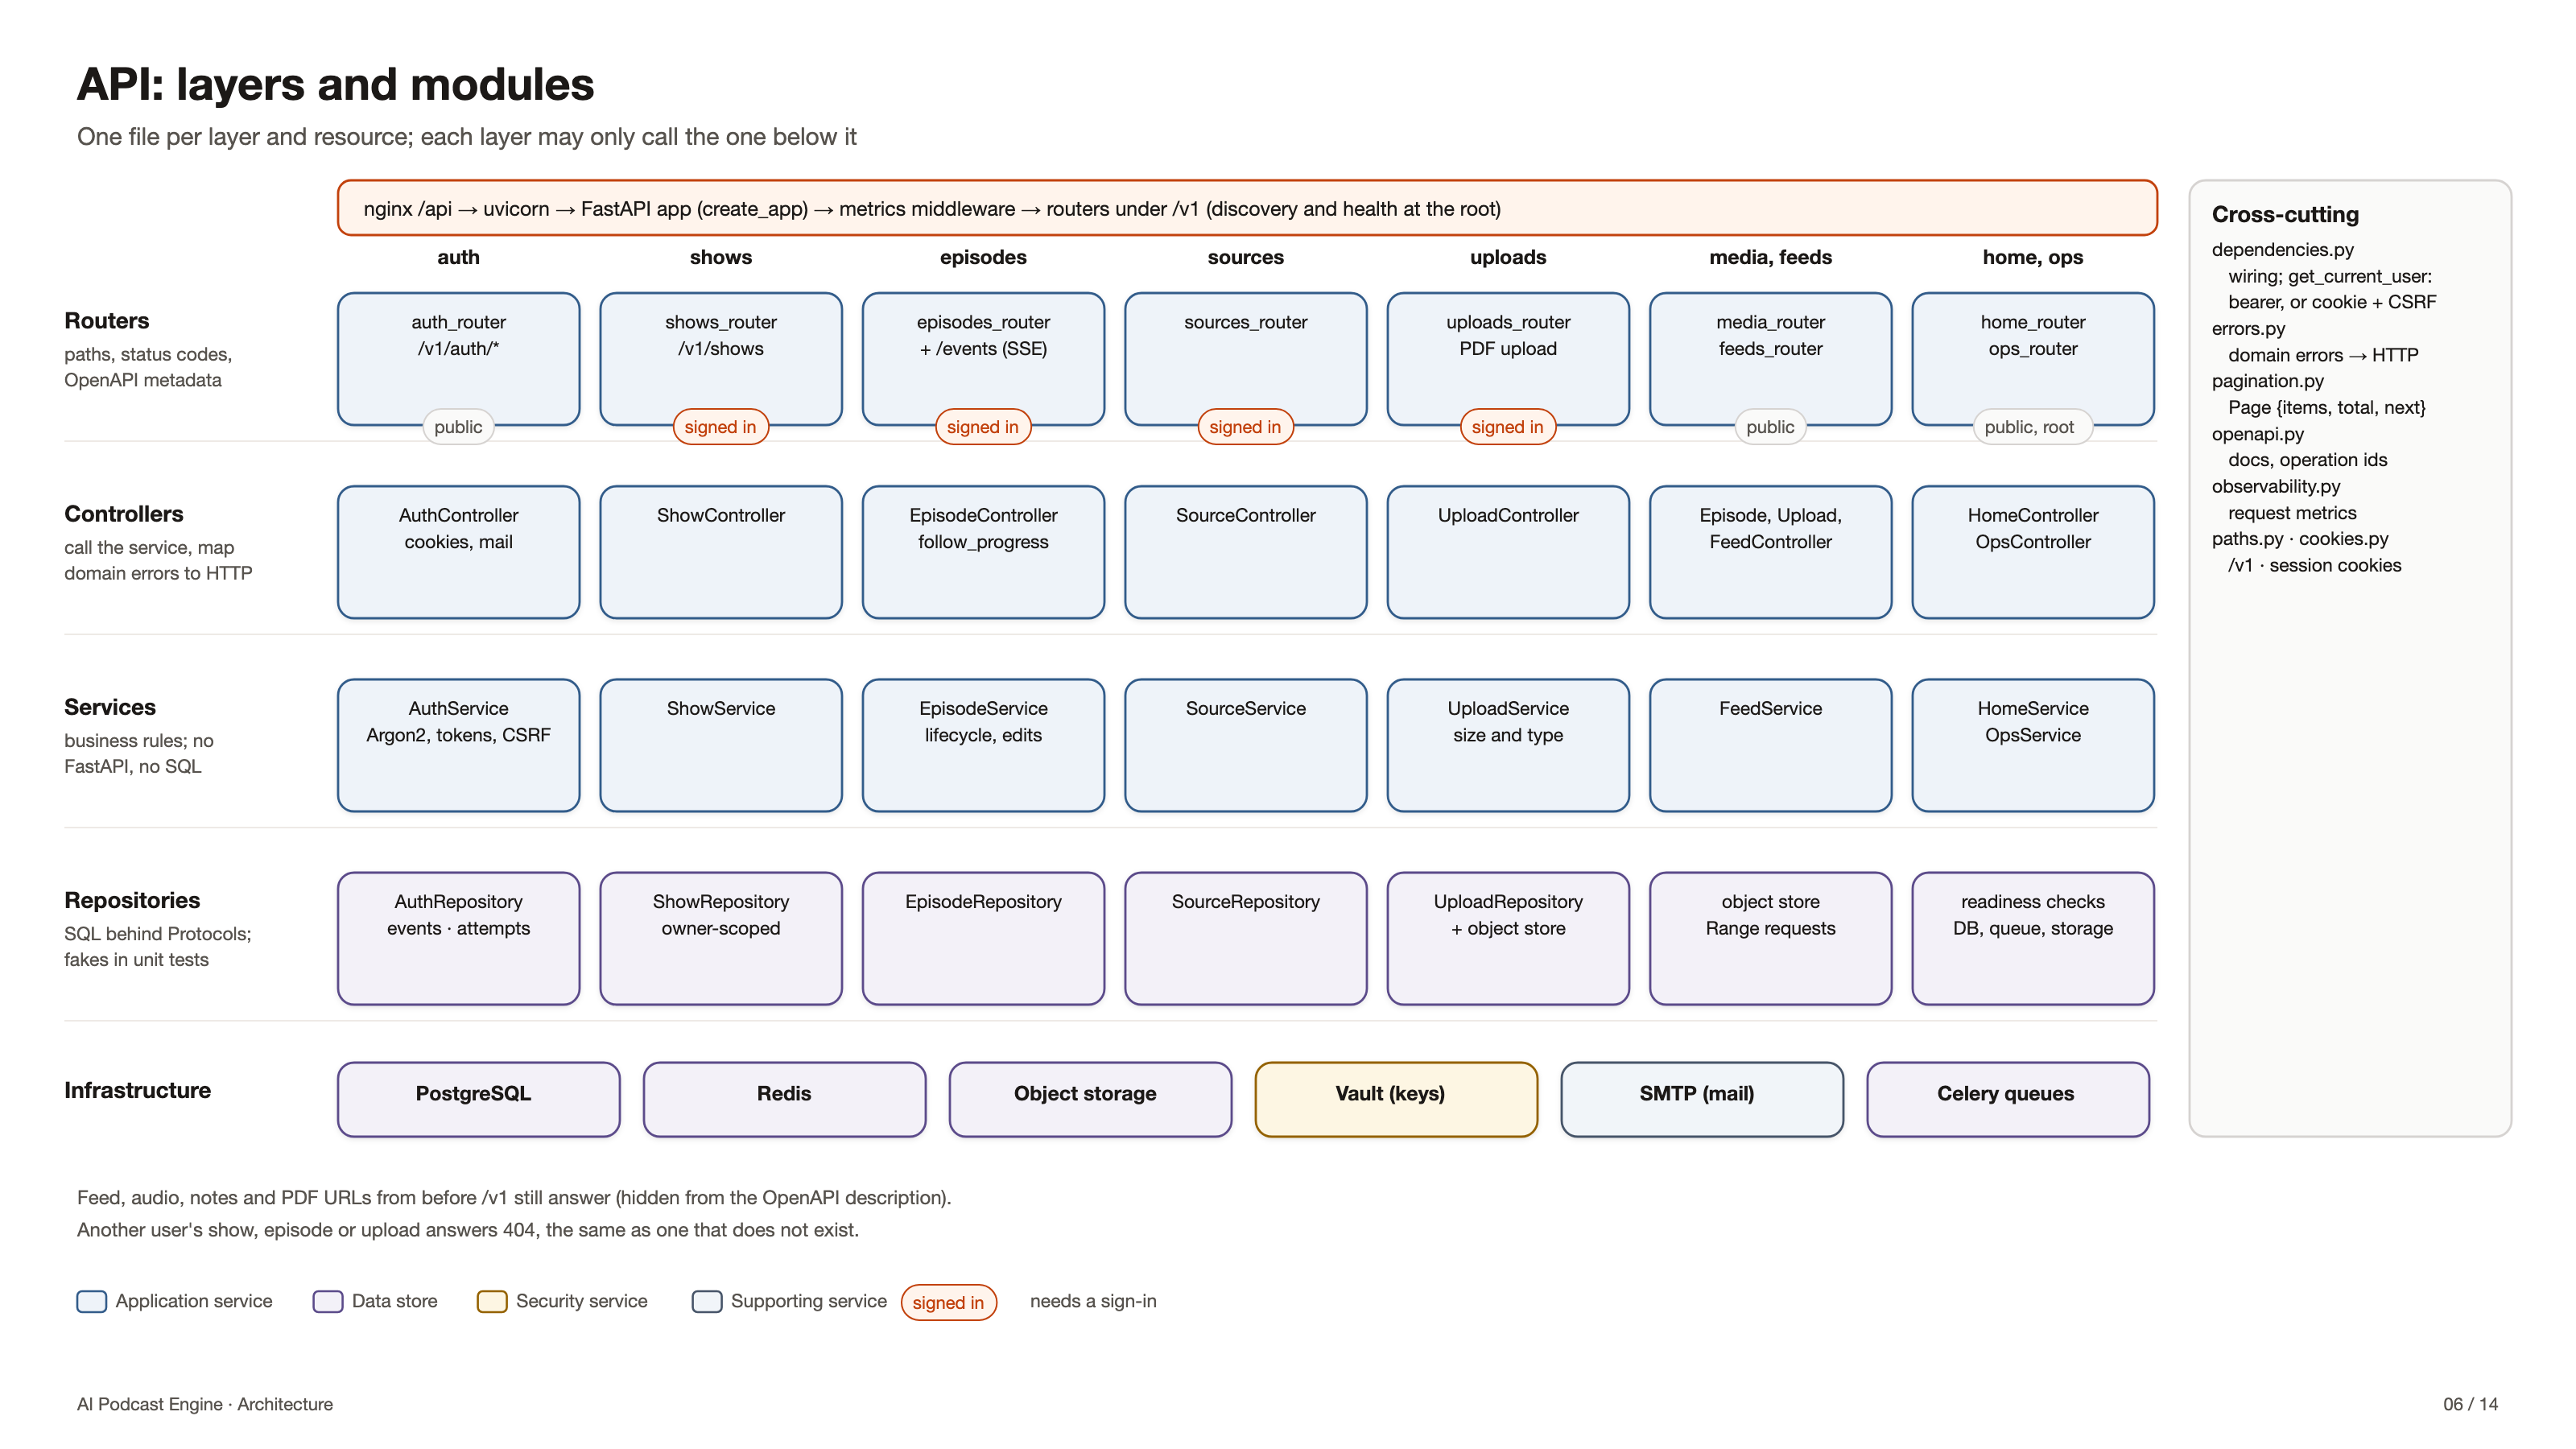 API: layers and modules
One file per layer and resource; each layer may only call the one below it
nginx /api → uvicorn → FastAPI app (create_app) → metrics middleware → routers under /v1 (discovery and health at the root)
auth
shows
episodes
sources
uploads
media, feeds
home, ops
Routers
paths, status codes,
OpenAPI metadata
auth_router
/v1/auth/*
public
shows_router
/v1/shows
signed in
episodes_router
+ /events (SSE)
signed in
sources_router
signed in
uploads_router
PDF upload
signed in
media_router
feeds_router
public
home_router
ops_router
public, root
Controllers
call the service, map
domain errors to HTTP
AuthController
cookies, mail
ShowController
EpisodeController
follow_progress
SourceController
UploadController
Episode, Upload,
FeedController
HomeController
OpsController
Services
business rules; no
FastAPI, no SQL
AuthService
Argon2, tokens, CSRF
ShowService
EpisodeService
lifecycle, edits
SourceService
UploadService
size and type
FeedService
HomeService
OpsService
Repositories
SQL behind Protocols;
fakes in unit tests
AuthRepository
events · attempts
ShowRepository
owner-scoped
EpisodeRepository
SourceRepository
UploadRepository
+ object store
object store
Range requests
readiness checks
DB, queue, storage
Infrastructure
PostgreSQL
Redis
Object storage
Vault (keys)
SMTP (mail)
Celery queues
Cross-cutting
dependencies.py
wiring; get_current_user:
bearer, or cookie + CSRF
errors.py
domain errors → HTTP
pagination.py
Page {items, total, next}
openapi.py
docs, operation ids
observability.py
request metrics
paths.py · cookies.py
/v1 · session cookies
Feed, audio, notes and PDF URLs from before /v1 still answer (hidden from the OpenAPI description).
Another user's show, episode or upload answers 404, the same as one that does not exist.
Application service
Data store
Security service
Supporting service
signed in
needs a sign-in
AI Podcast Engine · Architecture
06 / 14